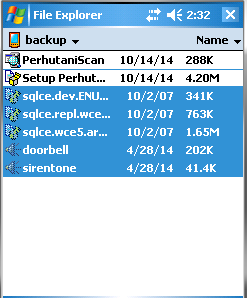 File Explorer 2:32
backup Name
PerhutaniScan 10/14/14 288K
Setup Perhut... 10/14/14 4.20M
sqlce.dev.ENU... 10/2/07 341K
sqlce.repl.wce... 10/2/07 763K
sqlce.wce5.ar... 10/2/07 1.65M
doorbell 4/28/14 202K
sirentone 4/28/14 41.4K